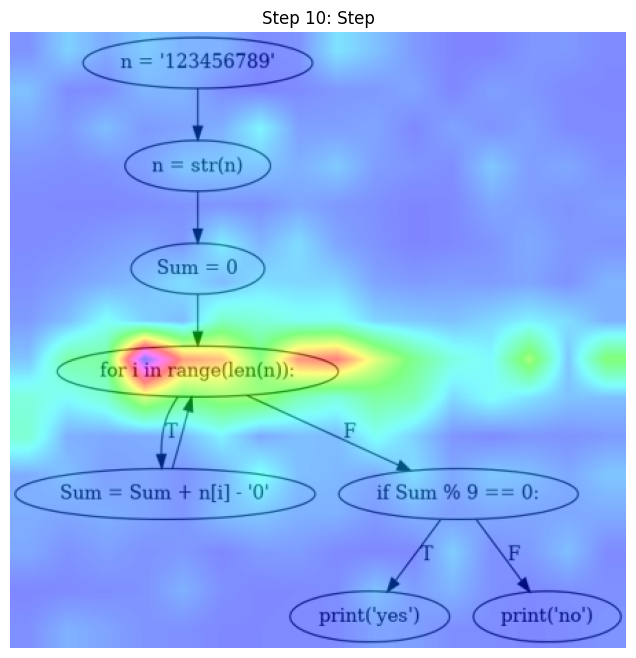 Step 10: Step
n = '123456789'
n = str(n)
Sum = 0
for i in range(len(n)):
T
F
Sum = Sum + n[i] - '0'
if Sum % 9 == 0:
T
F
print('yes')
print('no')